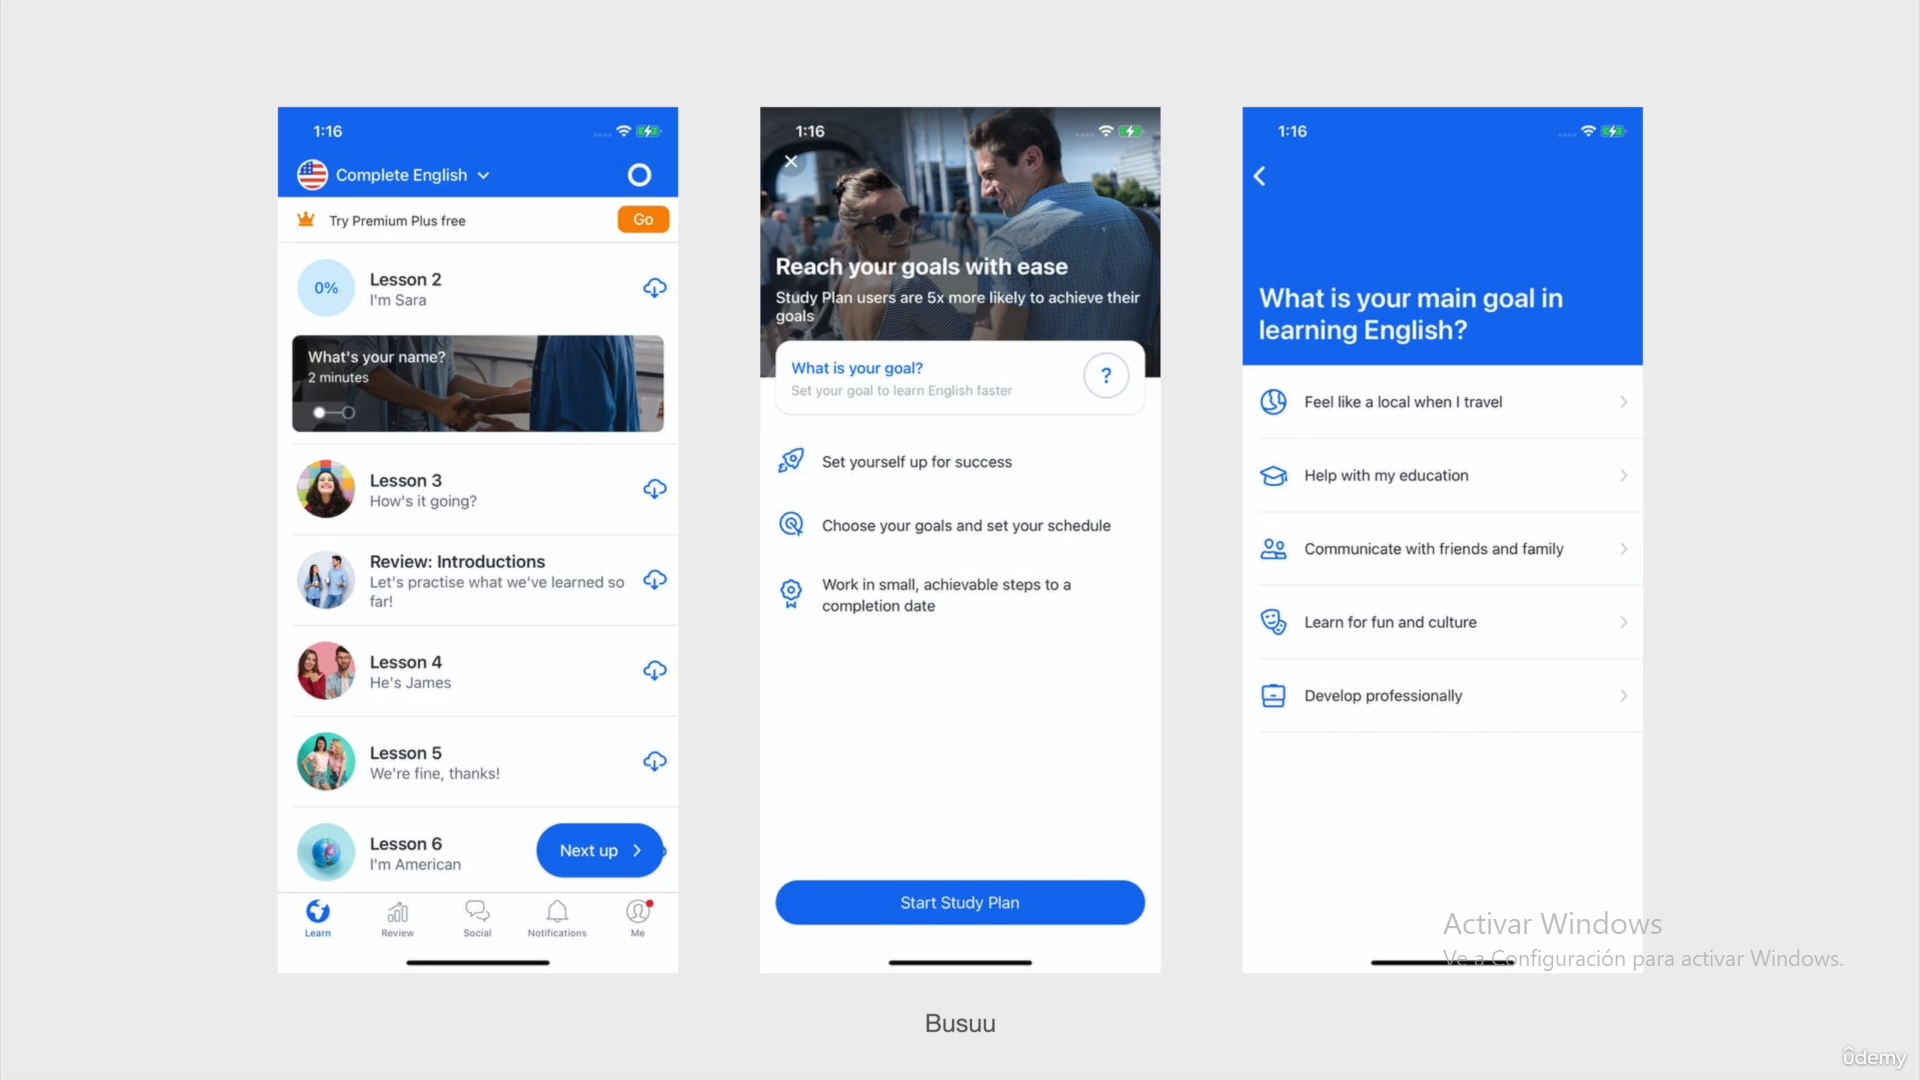 1:16
Complete English
Try Premium Plus free
Go
0%
Lesson 2
I'm Sara
What's your name?
2 minutes
Lesson 3
How's it going?
Review: Introductions
Let's practise what we've learned so
far!
Lesson 4
He's James
Lesson 5
We're fine, thanks!
Lesson 6
I'm American
Next up
Learn
Review
Social
Notifications
Me
1:16
Reach your goals with ease
Study Plan users are 5x more likely to achieve their
goals
What is your goal?
Set your goal to learn English faster
?
Set yourself up for success
Choose your goals and set your schedule
Work in small, achievable steps to a
completion date
Start Study Plan
1:16
What is your main goal in
learning English?
Feel like a local when I travel
Help with my education
Communicate with friends and family
Learn for fun and culture
Develop professionally
Activar Windows
Ve a Configuración para activar Windows.
Busuu
ûdemy